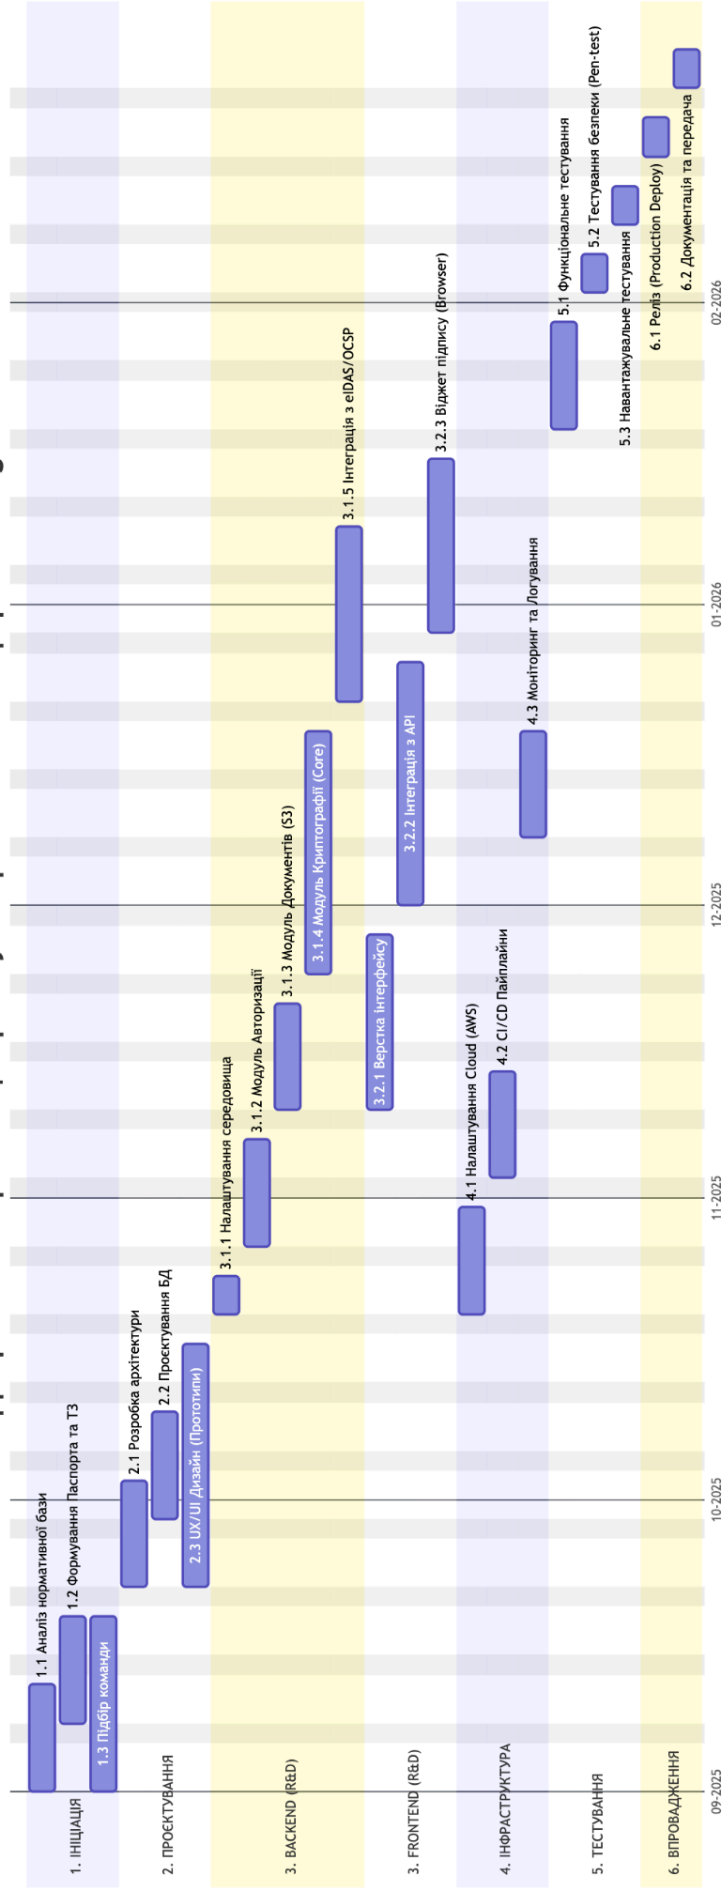 1. ІНІЦІАЦІЯ
1.1 Аналіз нормативної бази
1.2 Формування Паспорта та ТЗ
1.3 Підбір команди
2. ПРОЄКТУВАННЯ
2.1 Розробка архітектури
2.2 Проєктування БД
2.3 UX/UI Дизайн (Прототипи)
3. BACKEND (R&D)
3.1.1 Налаштування середовища
3.1.2 Модуль Авторизації
3.1.3 Модуль Документів (S3)
3.1.4 Модуль Криптографії (Core)
3.1.5 Інтеграція з eIDAS/OCSP
3. FRONTEND (R&D)
3.2.1 Верстка інтерфейсу
3.2.2 Інтеграція з API
3.2.3 Віджет підпису (Browser)
4. ІНФРАСТРУКТУРА
4.1 Налаштування Cloud (AWS)
4.2 CI/CD Пайплайни
4.3 Моніторинг та Логування
5. ТЕСТУВАННЯ
5.1 Функціональне тестування
5.2 Тестування безпеки (Pen-test)
5.3 Навантажувальне тестування
6. ВПРОВАДЖЕННЯ
6.1 Реліз (Production Deploy)
6.2 Документація та передача
09-2025
10-2025
11-2025
12-2025
01-2026
02-2026